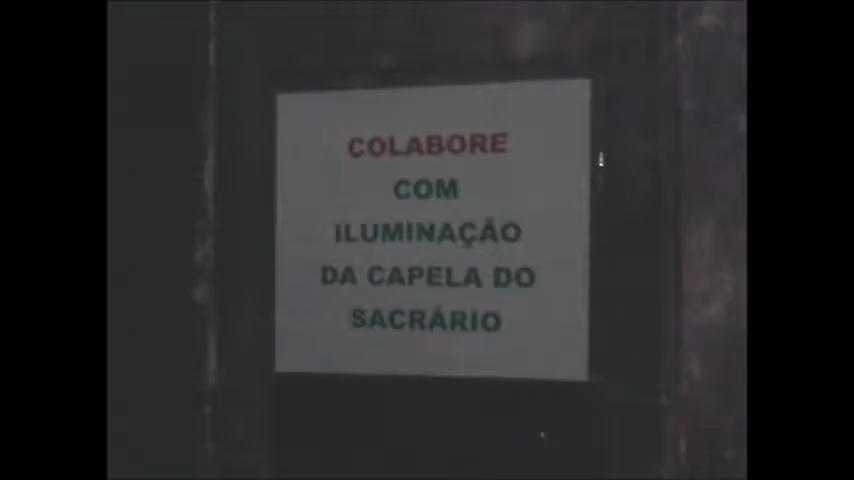 COLABORE
COM
ILUMINAÇÃO
DA CAPELA DO
SACRÁRIO